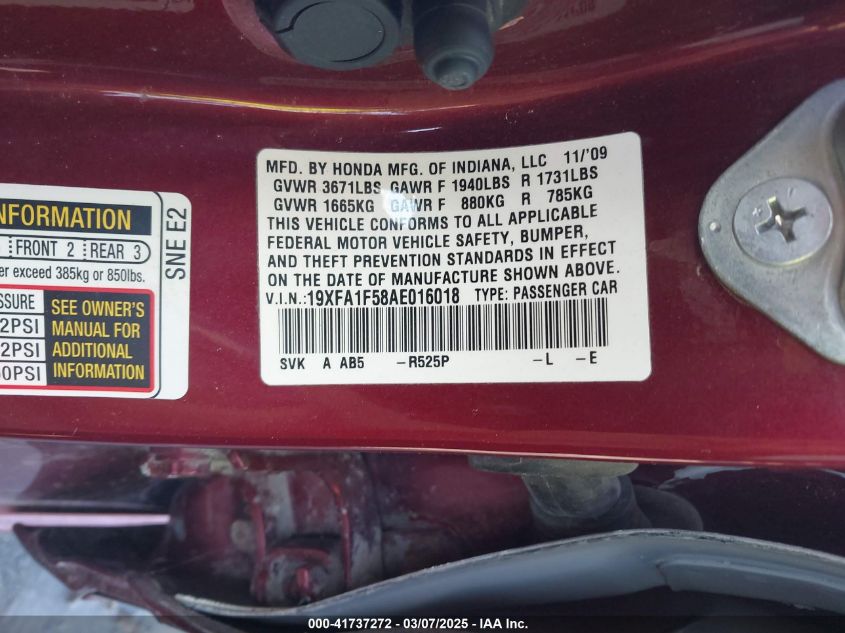 INFORMATION
FRONT 2 REAR 3
exceed 385kg or 850lbs.
SEE OWNER'S
MANUAL FOR
ADDITIONAL
INFORMATION
SNE E2
MFD. BY HONDA MFG. OF INDIANA, LLC 11/'09
GVWR 3671LBS GAWR F 1940LBS R 1731LBS
GVWR 1665KG GAWR F 880KG R 785KG
THIS VEHICLE CONFORMS TO ALL APPLICABLE
FEDERAL MOTOR VEHICLE SAFETY, BUMPER,
AND THEFT PREVENTION STANDARDS IN EFFECT
ON THE DATE OF MANUFACTURE SHOWN ABOVE.
V.I.N.:19XFA1F58AE016018 TYPE: PASSENGER CAR
SVK A AB5 -R525P -L -E
000-41737272 - 03/07/2025 - IAA Inc.